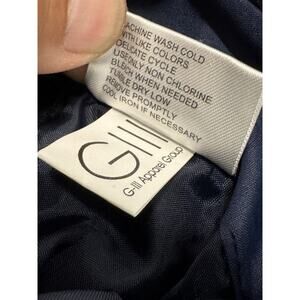 MACHINE WASH COLD
WITH LIKE COLORS
DELICATE CYCLE
USE ONLY NON CHLORINE
BLEACH WHEN NEEDED
TUMBLE DRY LOW
REMOVE PROMPTLY
COOL IRON IF NECESSARY
GIII
G-III Apparel Group